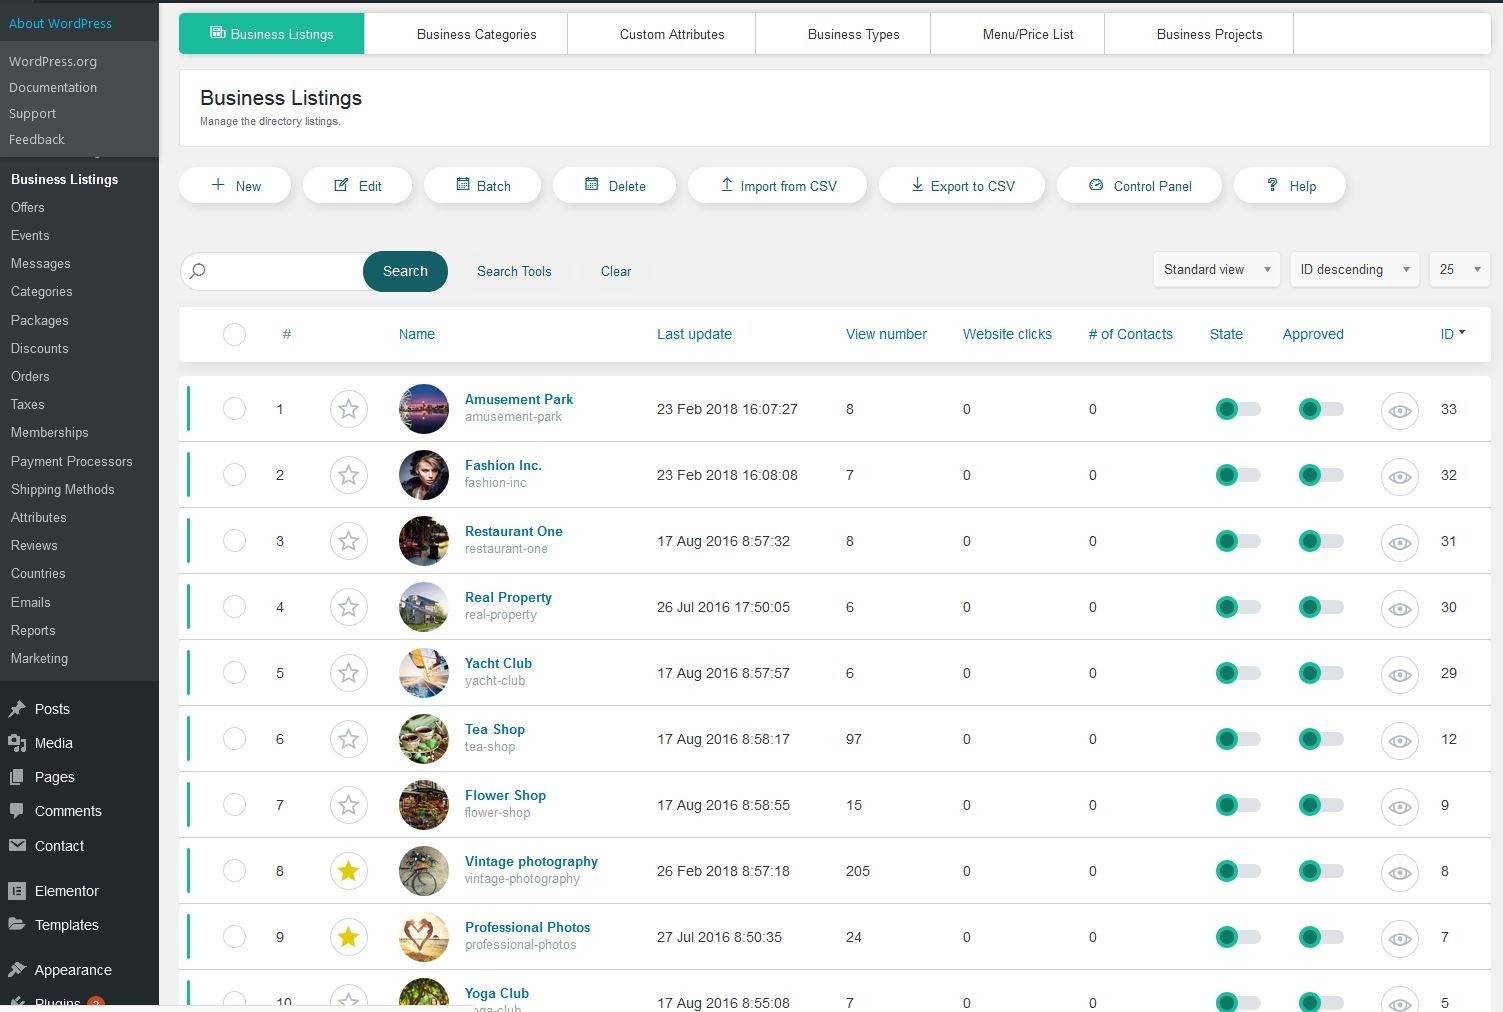 About WordPress
WordPress.org
Documentation
Support
Feedback
Business Listings
Offers
Events
Messages
Categories
Packages
Discounts
Orders
Taxes
Memberships
Payment Processors
Shipping Methods
Attributes
Reviews
Countries
Emails
Reports
Marketing
Posts
Media
Pages
Comments
Contact
Elementor
Templates
Appearance
Plugins 2
Business Listings Business Categories Custom Attributes Business Types Menu/Price List Business Projects
Business Listings
Manage the directory listings.
New Edit Batch Delete Import from CSV Export to CSV Control Panel ? Help
Search Search Tools Clear Standard view ID descending 25
# Name Last update View number Website clicks # of Contacts State Approved ID
1 Amusement Park 23 Feb 2018 16:07:27 8 0 0 33
amusement-park
2 Fashion Inc. 23 Feb 2018 16:08:08 7 0 0 32
fashion-inc
3 Restaurant One 17 Aug 2016 8:57:32 8 0 0 31
restaurant-one
4 Real Property 26 Jul 2016 17:50:05 6 0 0 30
real-property
5 Yacht Club 17 Aug 2016 8:57:57 6 0 0 29
yacht-club
6 Tea Shop 17 Aug 2016 8:58:17 97 0 0 12
tea-shop
7 Flower Shop 17 Aug 2016 8:58:55 15 0 0 9
flower-shop
8 Vintage photography 26 Feb 2018 8:57:18 205 0 0 8
vintage-photography
9 Professional Photos 27 Jul 2016 8:50:35 24 0 0 7
professional-photos
10 Yoga Club 17 Aug 2016 8:55:08 7 0 0 5